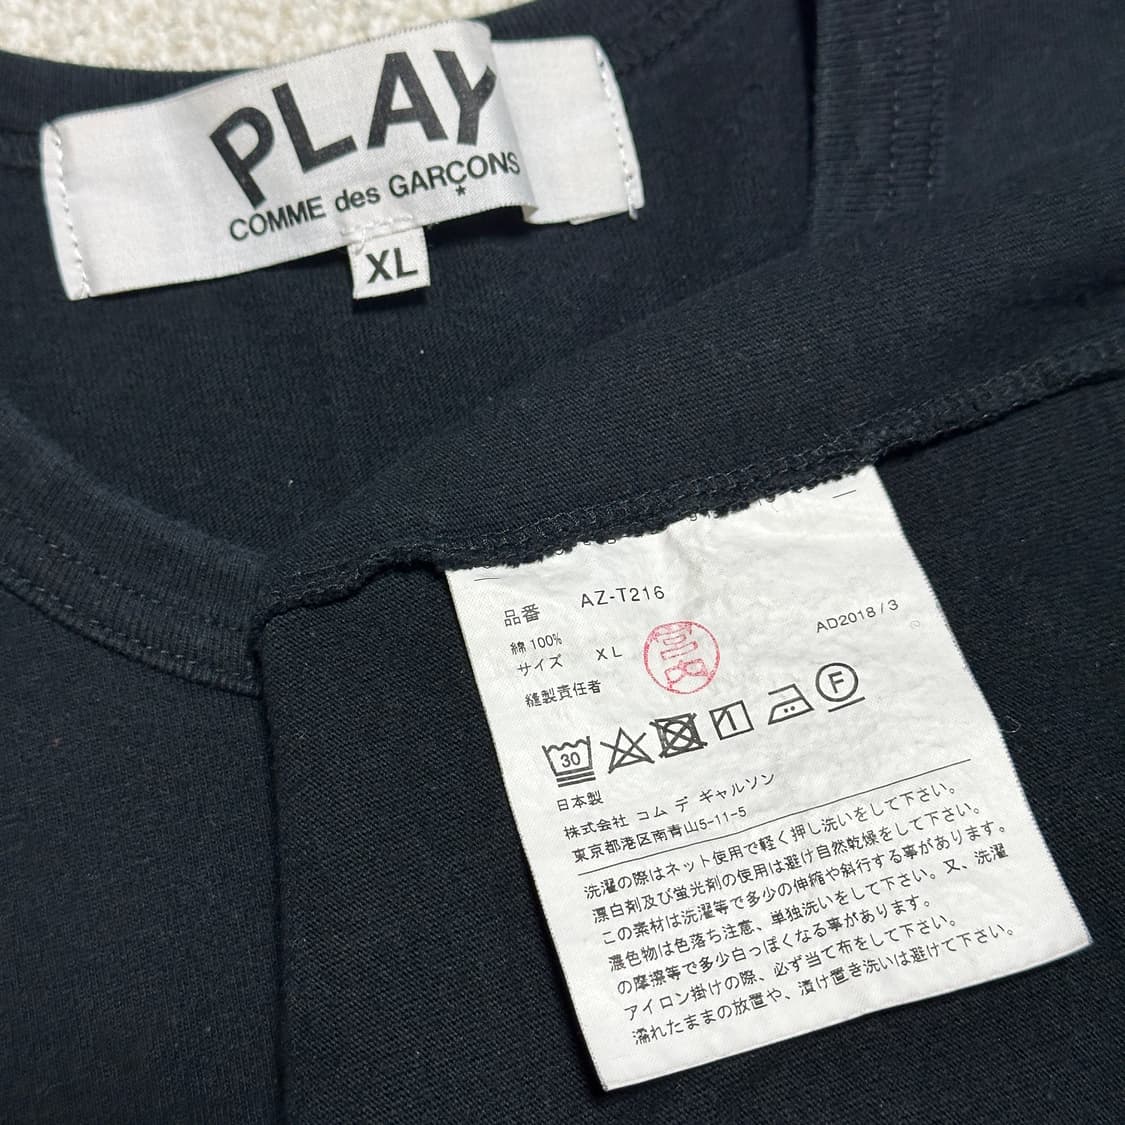 PLAY
COMME des GARÇONS
*
XL
品番 AZ-T216
綿 100% AD2018 / 3
サイズ XL
縫製責任者
30
F
日本製
株式会社 コム デ ギャルソン
東京都港区南青山5-11-5
洗濯の際はネット使用で軽く押し洗いをして下さい。
漂白剤及び蛍光剤の使用は避け自然乾燥をして下さい。
この素材は洗濯等で多少の伸縮や斜行する事があります。
濃色物は色落ち注意、単独洗いをして下さい。又、洗濯
の摩擦等で多少白っぽくなる事があります。
アイロン掛けの際、必ず当て布をして下さい。
濡れたままの放置や、漬け置き洗いは避けて下さい。